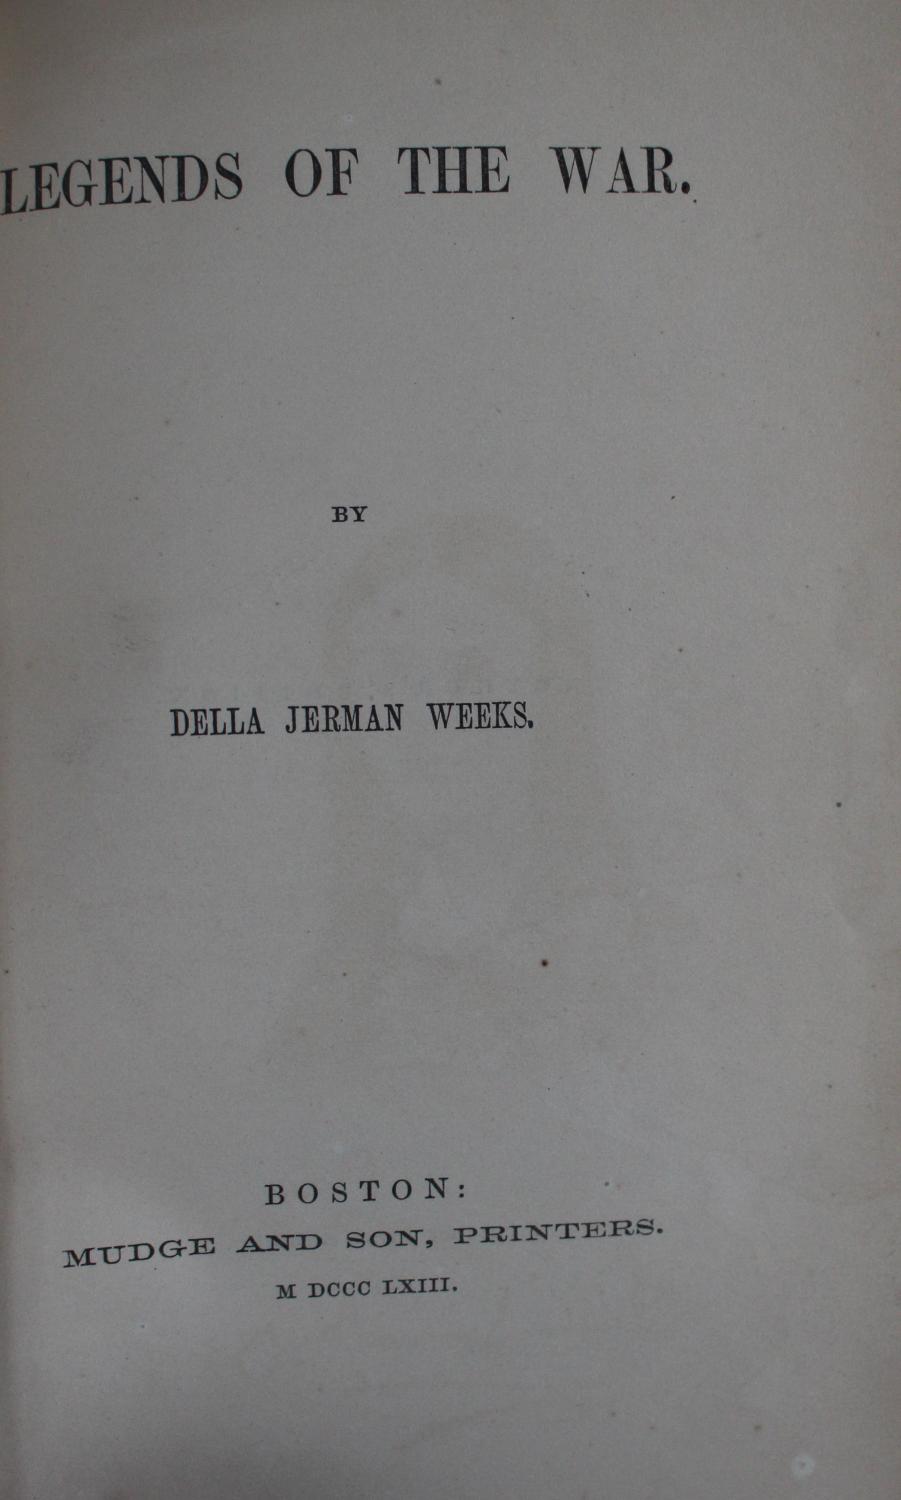 LEGENDS OF THE WAR.
BY
DELLA JERMAN WEEKS.
BOSTON:
MUDGE AND SON, PRINTERS.
M DCCC LXIII.